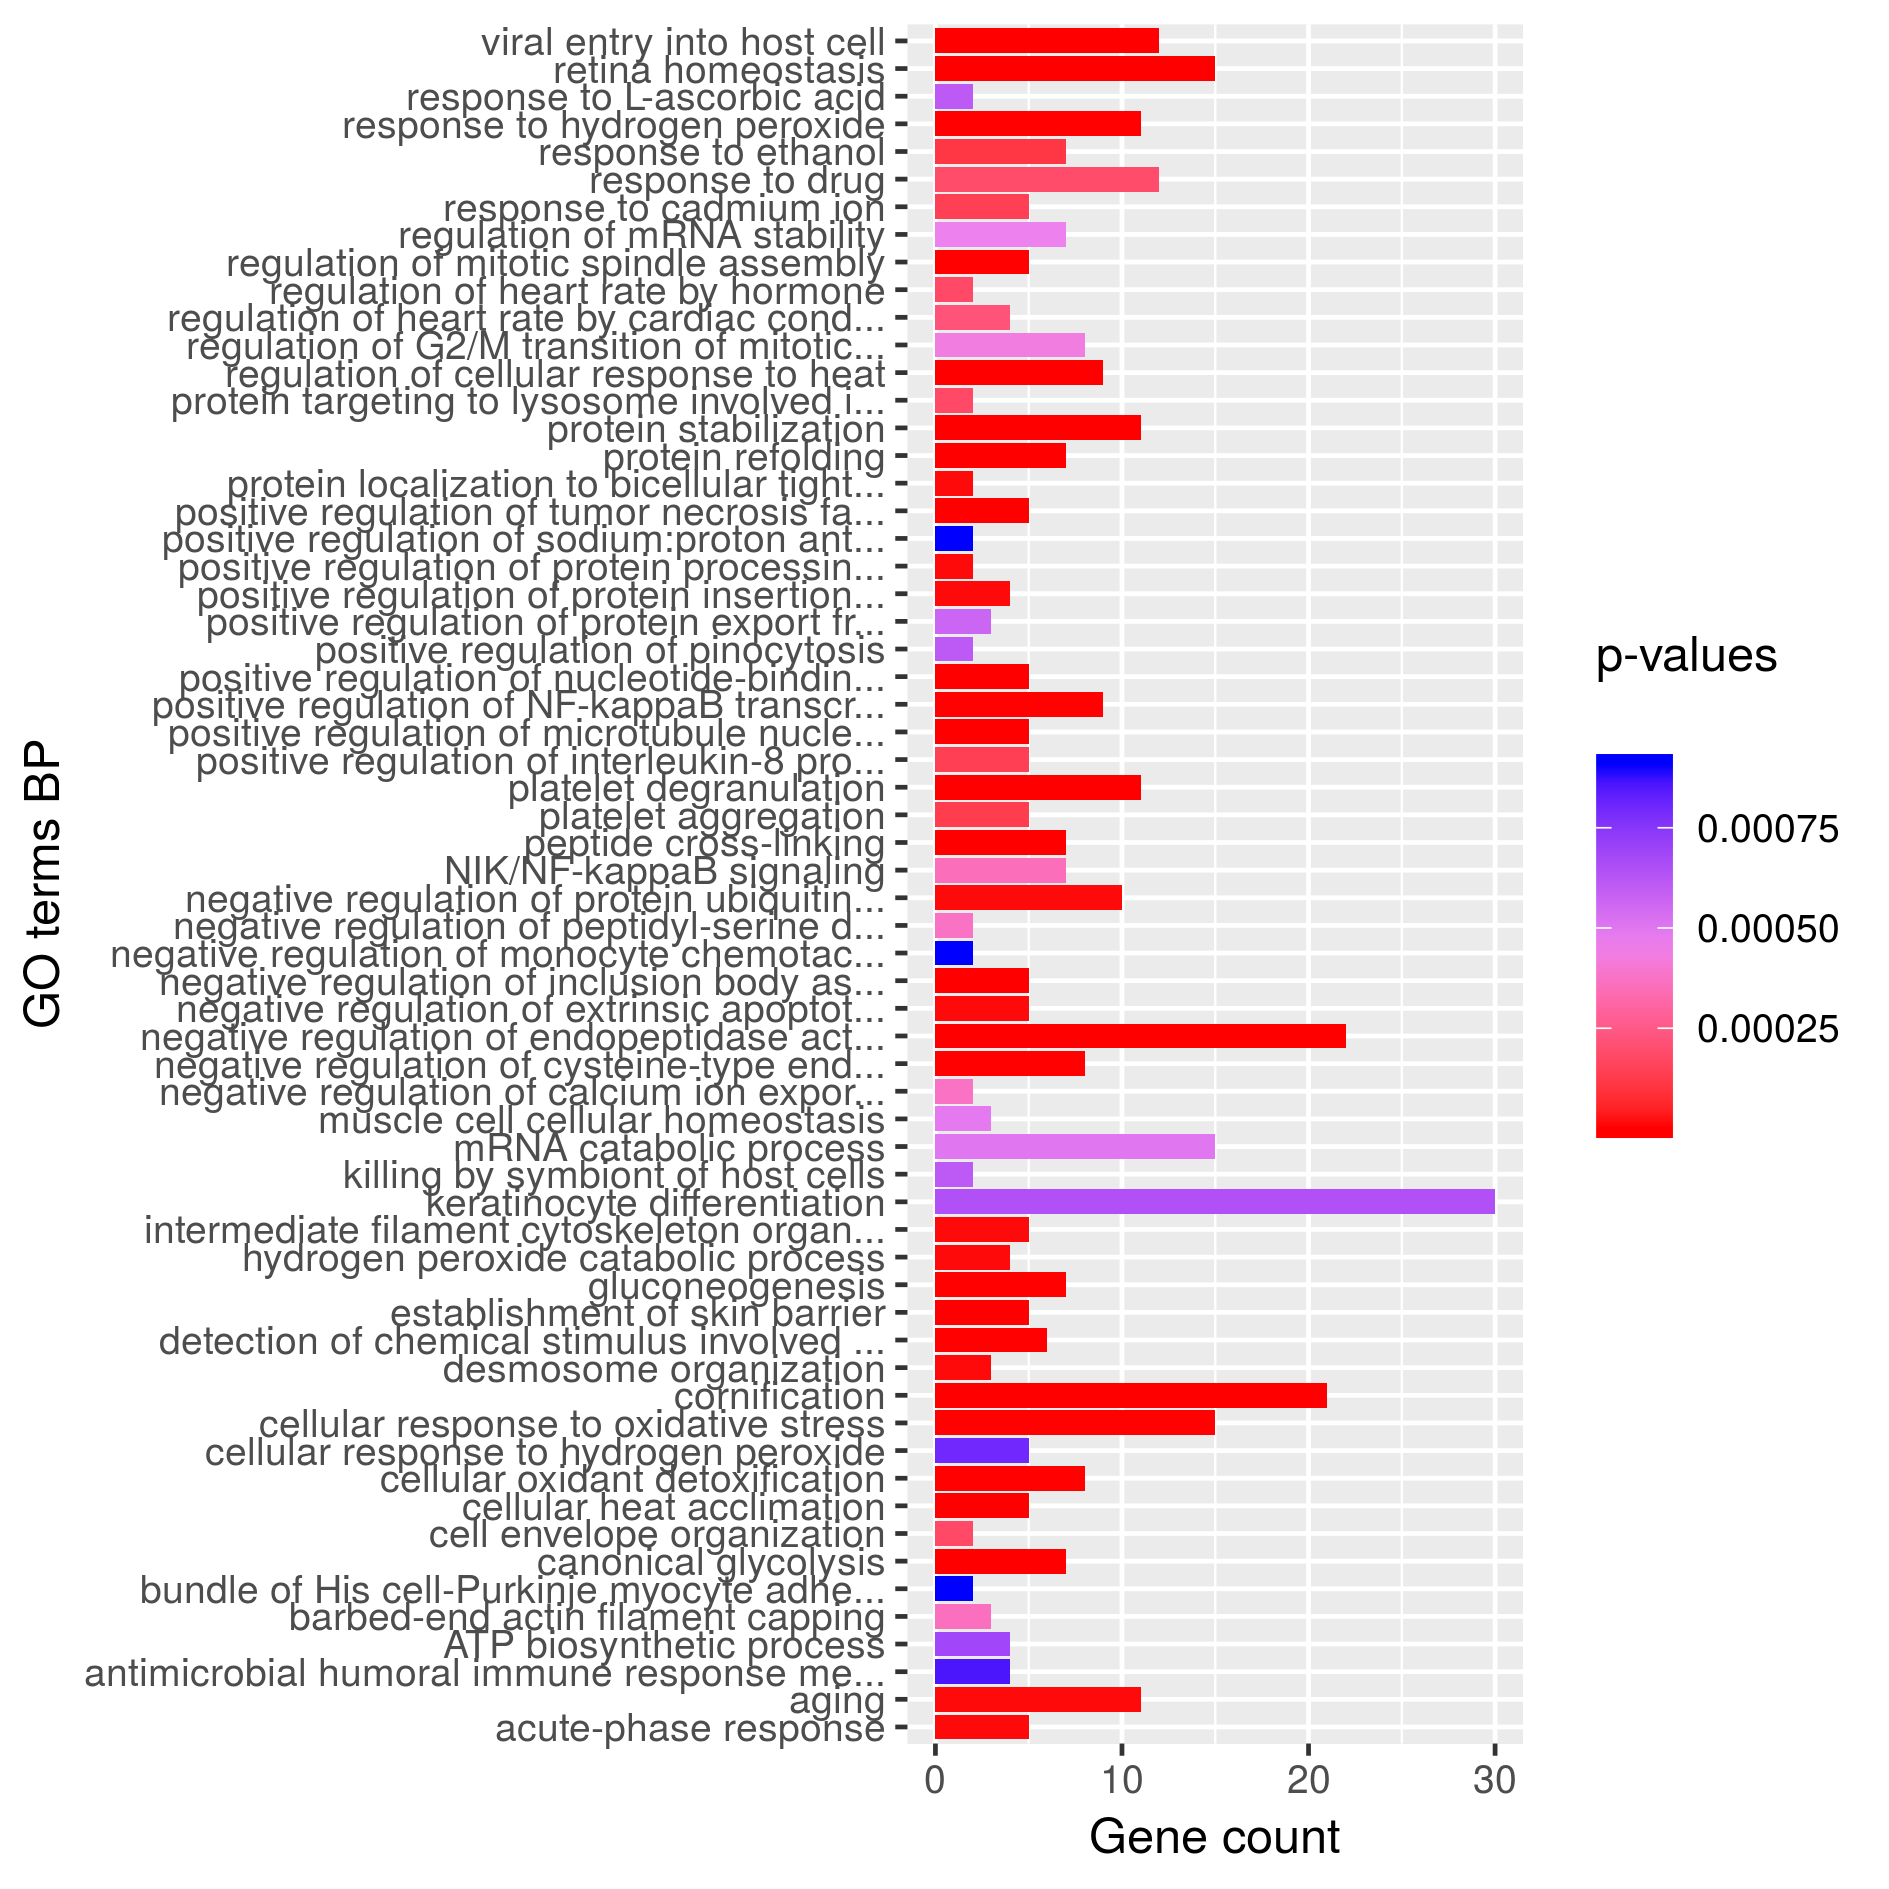 viral entry into host cell
retina homeostasis
response to L-ascorbic acid
response to hydrogen peroxide
response to ethanol
response to drug
response to cadmium ion
regulation of mRNA stability
regulation of mitotic spindle assembly
regulation of heart rate by hormone
regulation of heart rate by cardiac cond...
regulation of G2/M transition of mitotic...
regulation of cellular response to heat
protein targeting to lysosome involved i...
protein stabilization
protein refolding
protein localization to bicellular tight...
positive regulation of tumor necrosis fa...
positive regulation of sodium:proton ant...
positive regulation of protein processin...
positive regulation of protein insertion...
positive regulation of protein export fr...
positive regulation of pinocytosis
positive regulation of nucleotide-bindin...
positive regulation of NF-kappaB transcr...
positive regulation of microtubule nucle...
positive regulation of interleukin-8 pro...
platelet degranulation
platelet aggregation
peptide cross-linking
NIK/NF-kappaB signaling
negative regulation of protein ubiquitin...
negative regulation of peptidyl-serine d...
negative regulation of monocyte chemotac...
negative regulation of inclusion body as...
negative regulation of extrinsic apoptot...
negative regulation of endopeptidase act...
negative regulation of cysteine-type end...
negative regulation of calcium ion expor...
muscle cell cellular homeostasis
mRNA catabolic process
killing by symbiont of host cells
keratinocyte differentiation
intermediate filament cytoskeleton organ...
hydrogen peroxide catabolic process
gluconeogenesis
establishment of skin barrier
detection of chemical stimulus involved ...
desmosome organization
cornification
cellular response to oxidative stress
cellular response to hydrogen peroxide
cellular oxidant detoxification
cellular heat acclimation
cell envelope organization
canonical glycolysis
bundle of His cell-Purkinje myocyte adhe...
barbed-end actin filament capping
ATP biosynthetic process
antimicrobial humoral immune response me...
aging
acute-phase response
0 10 20 30
Gene count
GO terms BP
p-values
0.00075
0.00050
0.00025